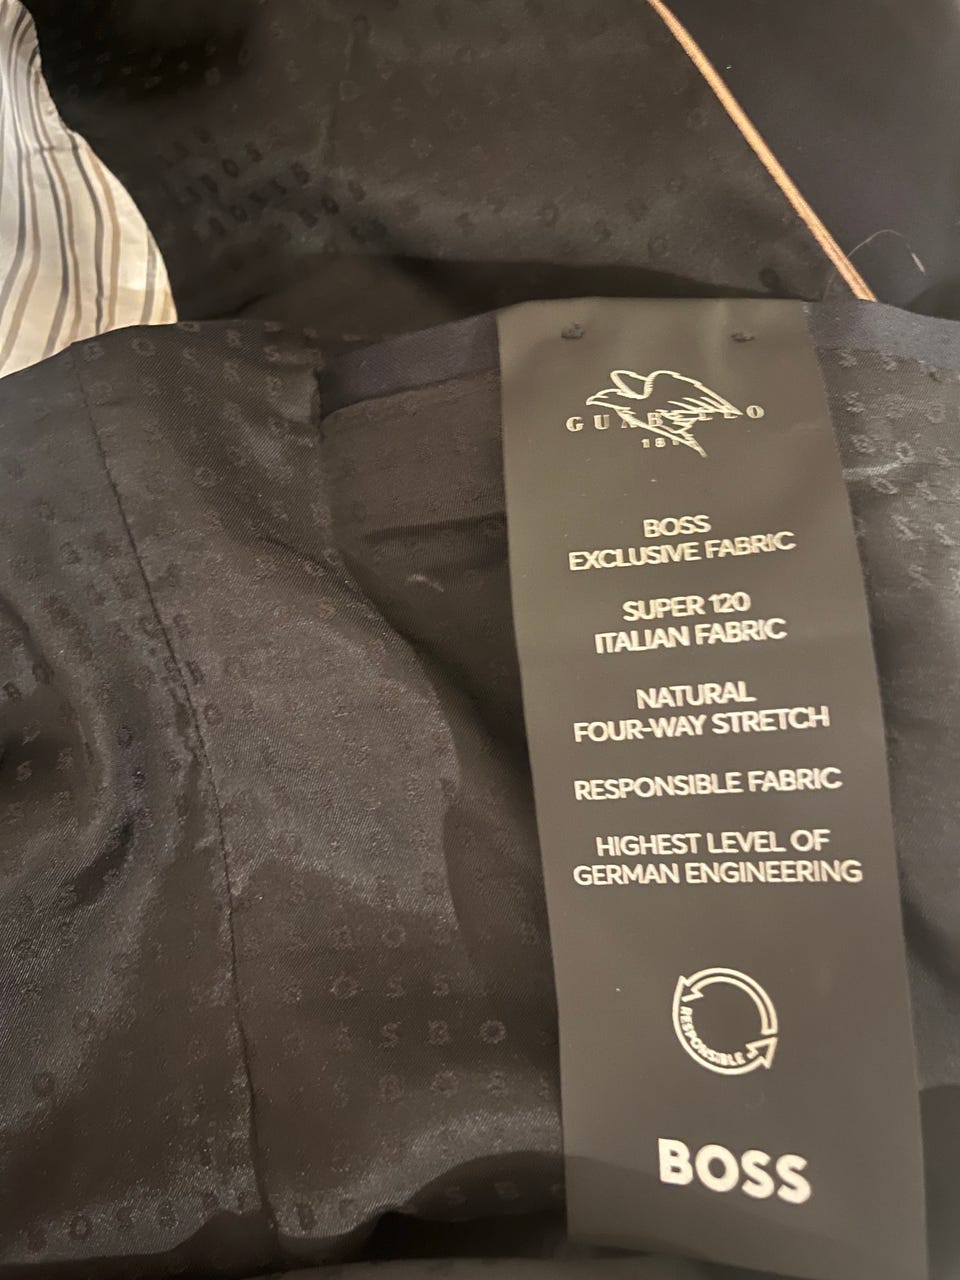 BOSS
EXCLUSIVE FABRIC
SUPER 120
ITALIAN FABRIC
NATURAL
FOUR-WAY STRETCH
RESPONSIBLE FABRIC
HIGHEST LEVEL OF
GERMAN ENGINEERING
RESPONSIBLE
BOSS